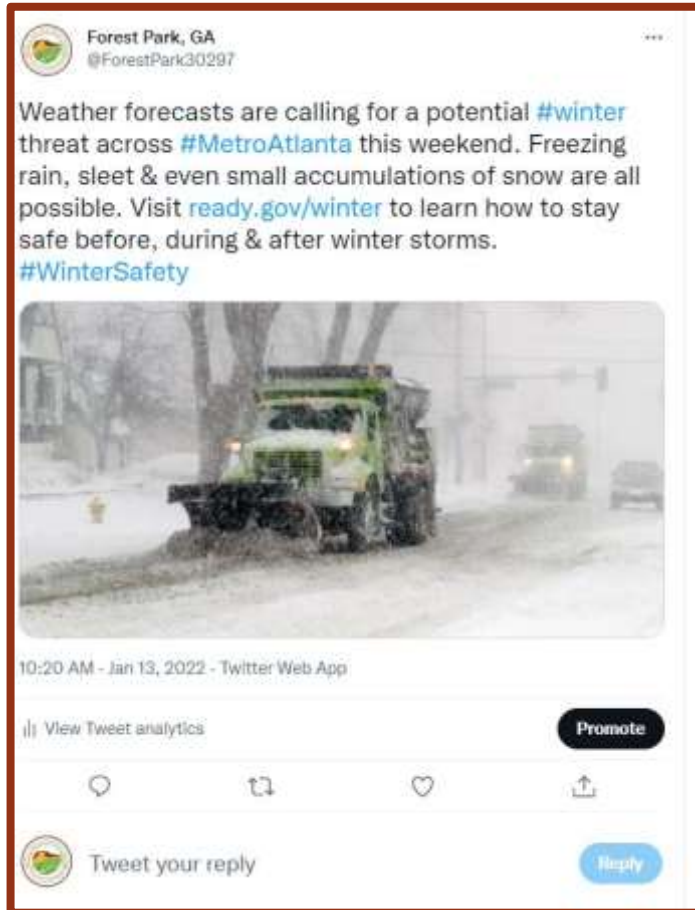 Forest Park, GA
@ForestPark30297
Weather forecasts are calling for a potential #winter
threat across #MetroAtlanta this weekend. Freezing
rain, sleet & even small accumulations of snow are all
possible. Visit ready.gov/winter to learn how to stay
safe before, during & after winter storms.
#WinterSafety
10:20 AM - Jan 13, 2022 - Twitter Web App
View Tweet analytics
Promote
Tweet your reply
Reply